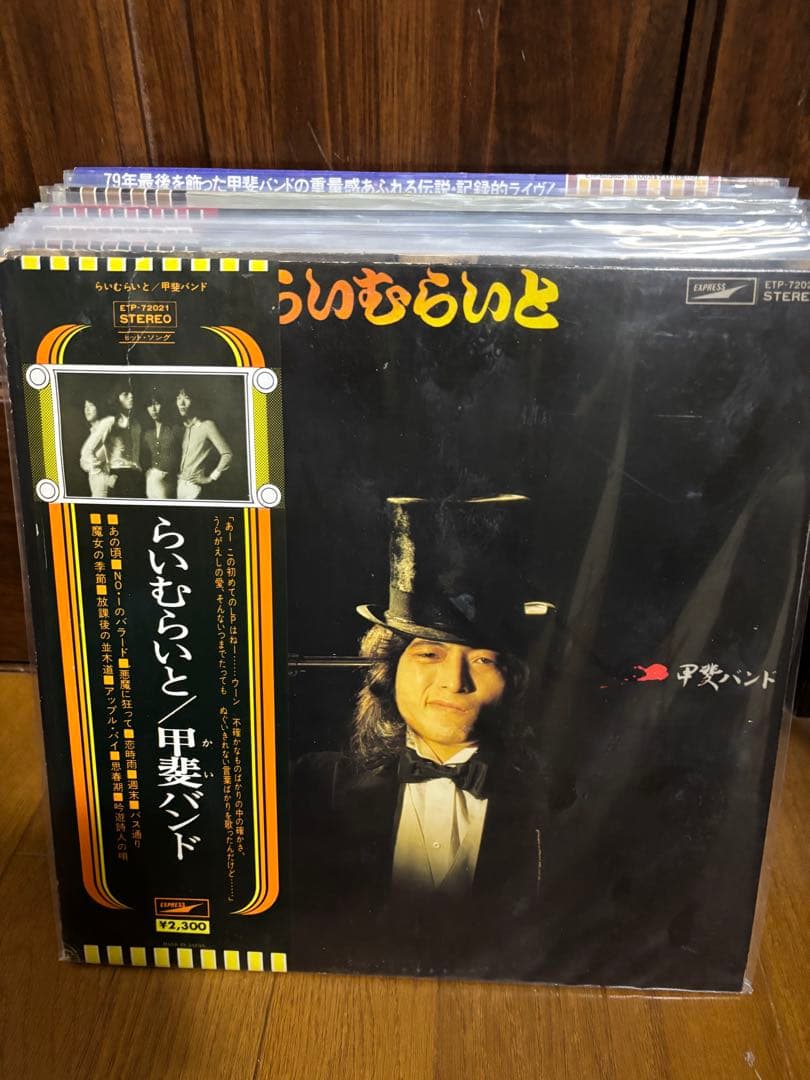 79年最後を飾った甲斐バンドの重量感あふれる伝説・記録的ライヴ!
らいむらいと/甲斐バンド
ETP-72021
STEREO
ヒット・ソング
「あー この初めてのLPはねー……ウーン 不確かなものばかりの中の確かさ、
うらがえしの愛、そんないつまでたっても ぬぐいきれない言葉ばかりを歌ったんだけど……」
らいむらいと/甲斐バンド
かい
■あの頃■NO.1のバラード■悪魔に狂って■恋時雨■週末■バス通り
■魔女の季節■放課後の並木道■アップル・パイ■思春期■吟遊詩人の唄
EXPRESS
¥2,300
MADE IN JAPAN
らいむらいと
EXPRESS
ETP-7202
STEREO
甲斐バンド